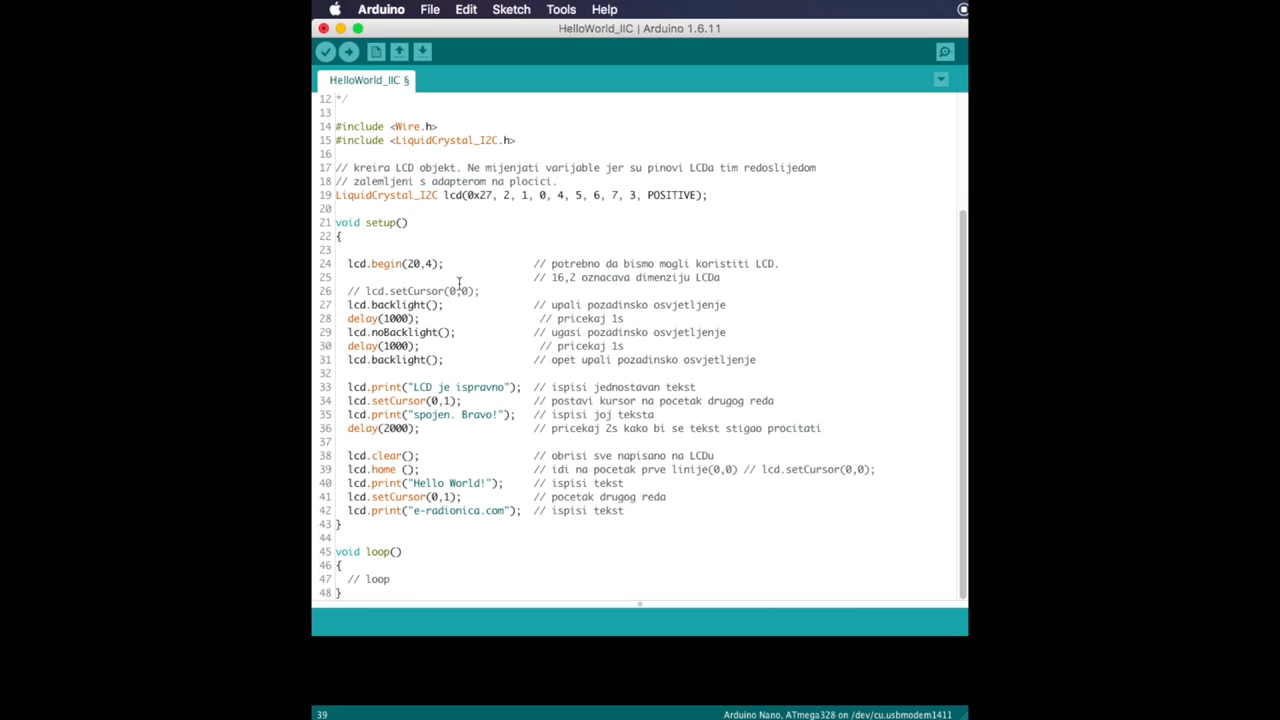 Arduino File Edit Sketch Tools Help
HelloWorld_IIC | Arduino 1.6.11
HelloWorld_IIC §
12 */
13
14 #include <Wire.h>
15 #include <LiquidCrystal_I2C.h>
16
17 // kreira LCD objekt. Ne mijenjati varijable jer su pinovi LCDa tim redoslijedom
18 // zalemljeni s adapterom na plocici.
19 LiquidCrystal_I2C lcd(0x27, 2, 1, 0, 4, 5, 6, 7, 3, POSITIVE);
20
21 void setup()
22 {
23
24 lcd.begin(20,4); // potrebno da bismo mogli koristiti LCD.
25 // 16,2 oznacava dimenziju LCDa
26 // lcd.setCursor(0,0);
27 lcd.backlight(); // upali pozadinsko osvjetljenje
28 delay(1000); // pricekaj 1s
29 lcd.noBacklight(); // ugasi pozadinsko osvjetljenje
30 delay(1000); // pricekaj 1s
31 lcd.backlight(); // opet upali pozadinsko osvjetljenje
32
33 lcd.print("LCD je ispravno"); // ispisi jednostavan tekst
34 lcd.setCursor(0,1); // postavi kursor na pocetak drugog reda
35 lcd.print("spojen. Bravo!"); // ispisi joj teksta
36 delay(2000); // pricekaj 2s kako bi se tekst stigao procitati
37
38 lcd.clear(); // obrisi sve napisano na LCDu
39 lcd.home (); // idi na pocetak prve linije(0,0) // lcd.setCursor(0,0);
40 lcd.print("Hello World!"); // ispisi tekst
41 lcd.setCursor(0,1); // pocetak drugog reda
42 lcd.print("e-radionica.com"); // ispisi tekst
43 }
44
45 void loop()
46 {
47 // loop
48 }
39 Arduino Nano, ATmega328 on /dev/cu.usbmodem1411